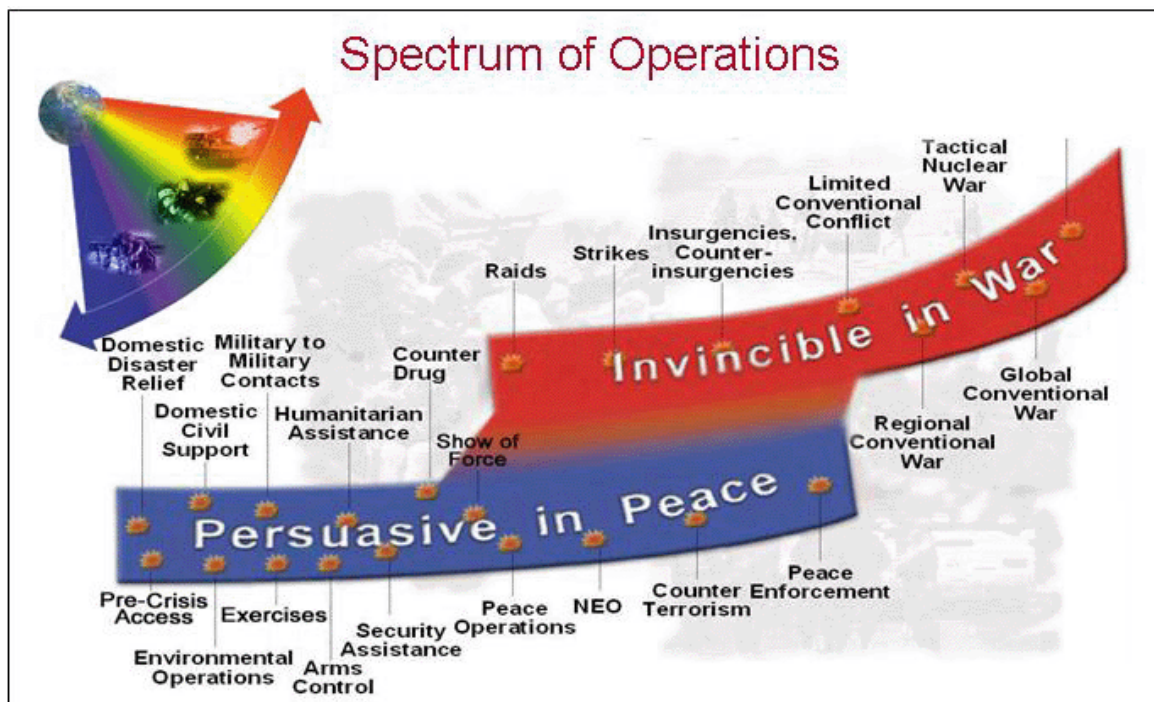 Spectrum of Operations
Tactical
Nuclear
War
Limited
Conventional
Conflict
Insurgencies,
Counter-
insurgencies
Strikes
Raids
Invincible in War
Domestic
Disaster
Relief
Military to
Military
Contacts
Counter
Drug
Domestic
Civil
Support
Humanitarian
Assistance
Show of
Force
Global
Conventional
War
Regional
Conventional
War
Persuasive in Peace
Pre-Crisis
Access
Exercises
Environmental
Operations
Arms
Control
Security
Assistance
Peace
Operations
NEO
Counter
Terrorism
Peace
Enforcement